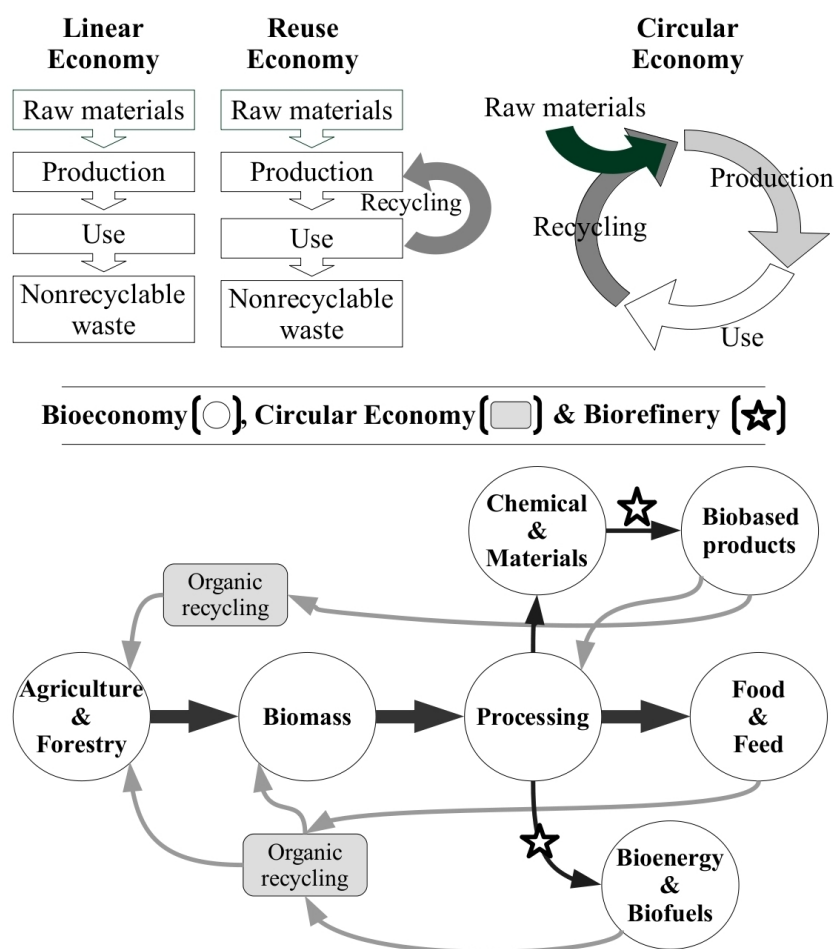 Linear
Economy
Reuse
Economy
Circular
Economy
Raw materials
Production
Use
Nonrecyclable
waste
Raw materials
Production
Recycling
Use
Nonrecyclable
waste
Raw materials
Production
Recycling
Use
Bioeconomy [ ], Circular Economy [ ] & Biorefinery [ ]
Chemical
&
Materials
Biobased
products
Organic
recycling
Agriculture
&
Forestry
Biomass
Processing
Food
&
Feed
Organic
recycling
Bioenergy
&
Biofuels